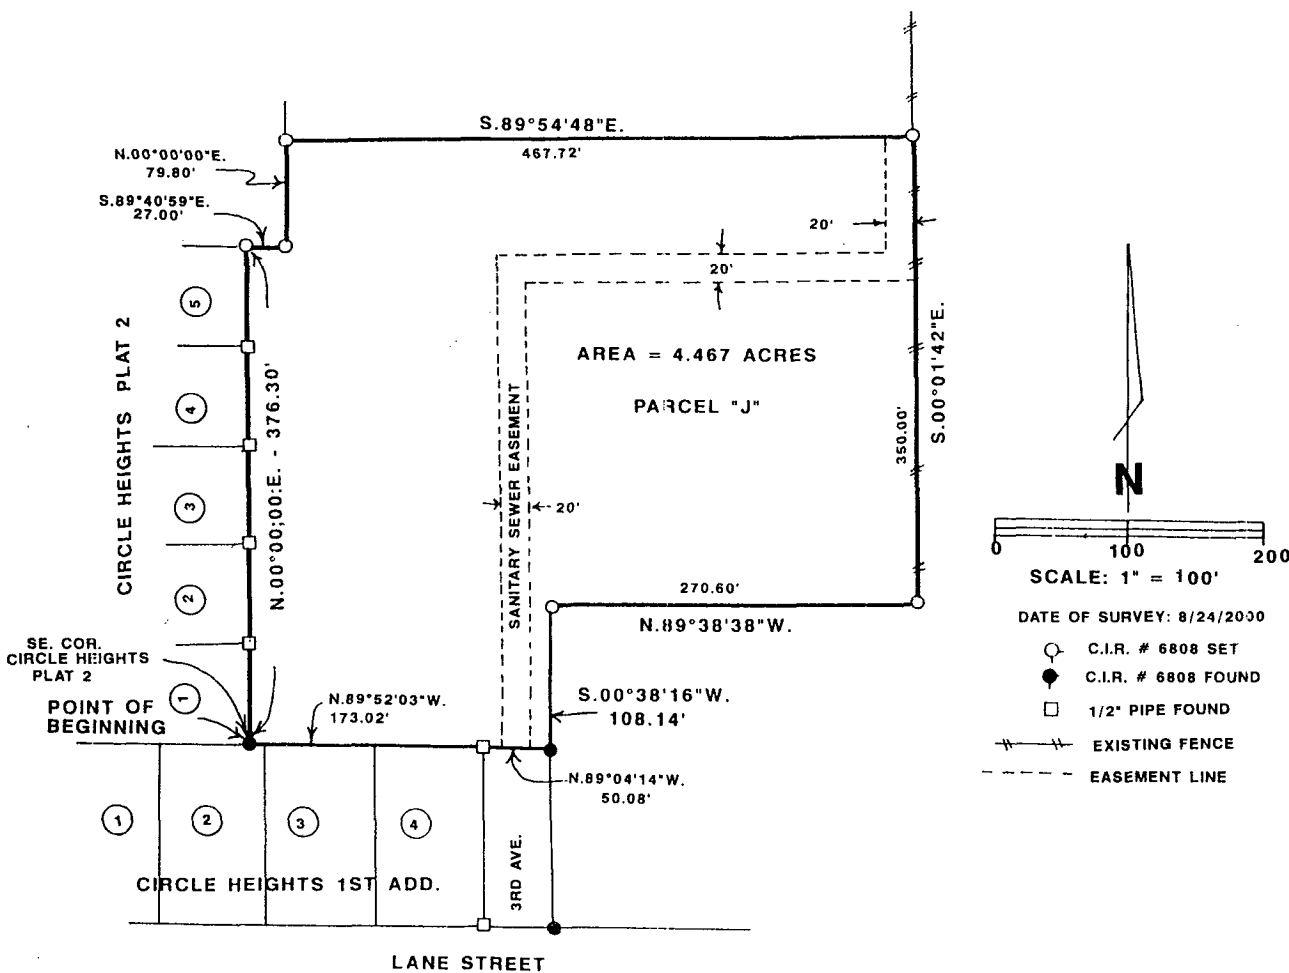 S.89°54'48"E.
467.72'
N.00°00'00"E.
79.80'
S.89°40'59"E.
27.00'
20'
20'
5
4
3
2
1
CIRCLE HEIGHTS PLAT 2
N.00°00;00:E. - 376.30'
AREA = 4.467 ACRES
PARCEL "J"
SANITARY SEWER EASEMENT
20'
350.00'
S.00°01'42"E.
270.60'
N.89°38'38"W.
SE. COR.
CIRCLE HEIGHTS
PLAT 2
POINT OF
BEGINNING
N.89°52'03"W.
173.02'
S.00°38'16"W.
108.14'
N.89°04'14"W.
50.08'
1
2
3
4
3RD AVE.
CIRCLE HEIGHTS 1ST ADD.
LANE STREET
N
0 100 200
SCALE: 1" = 100'
DATE OF SURVEY: 8/24/2000
C.I.R. # 6808 SET
C.I.R. # 6808 FOUND
1/2" PIPE FOUND
EXISTING FENCE
EASEMENT LINE